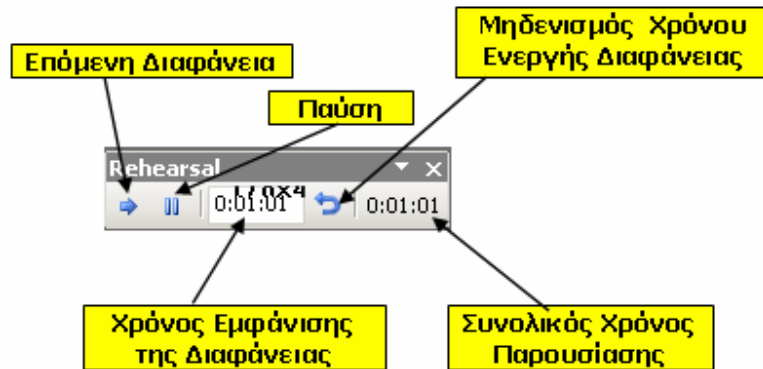 Μηδενισμός Χρόνου
Ενεργής Διαφάνειας
Επόμενη Διαφάνεια
Παύση
Rehearsal
0:01:01 0:01:01
Χρόνος Εμφάνισης
της Διαφάνειας
Συνολικός Χρόνος
Παρουσίασης